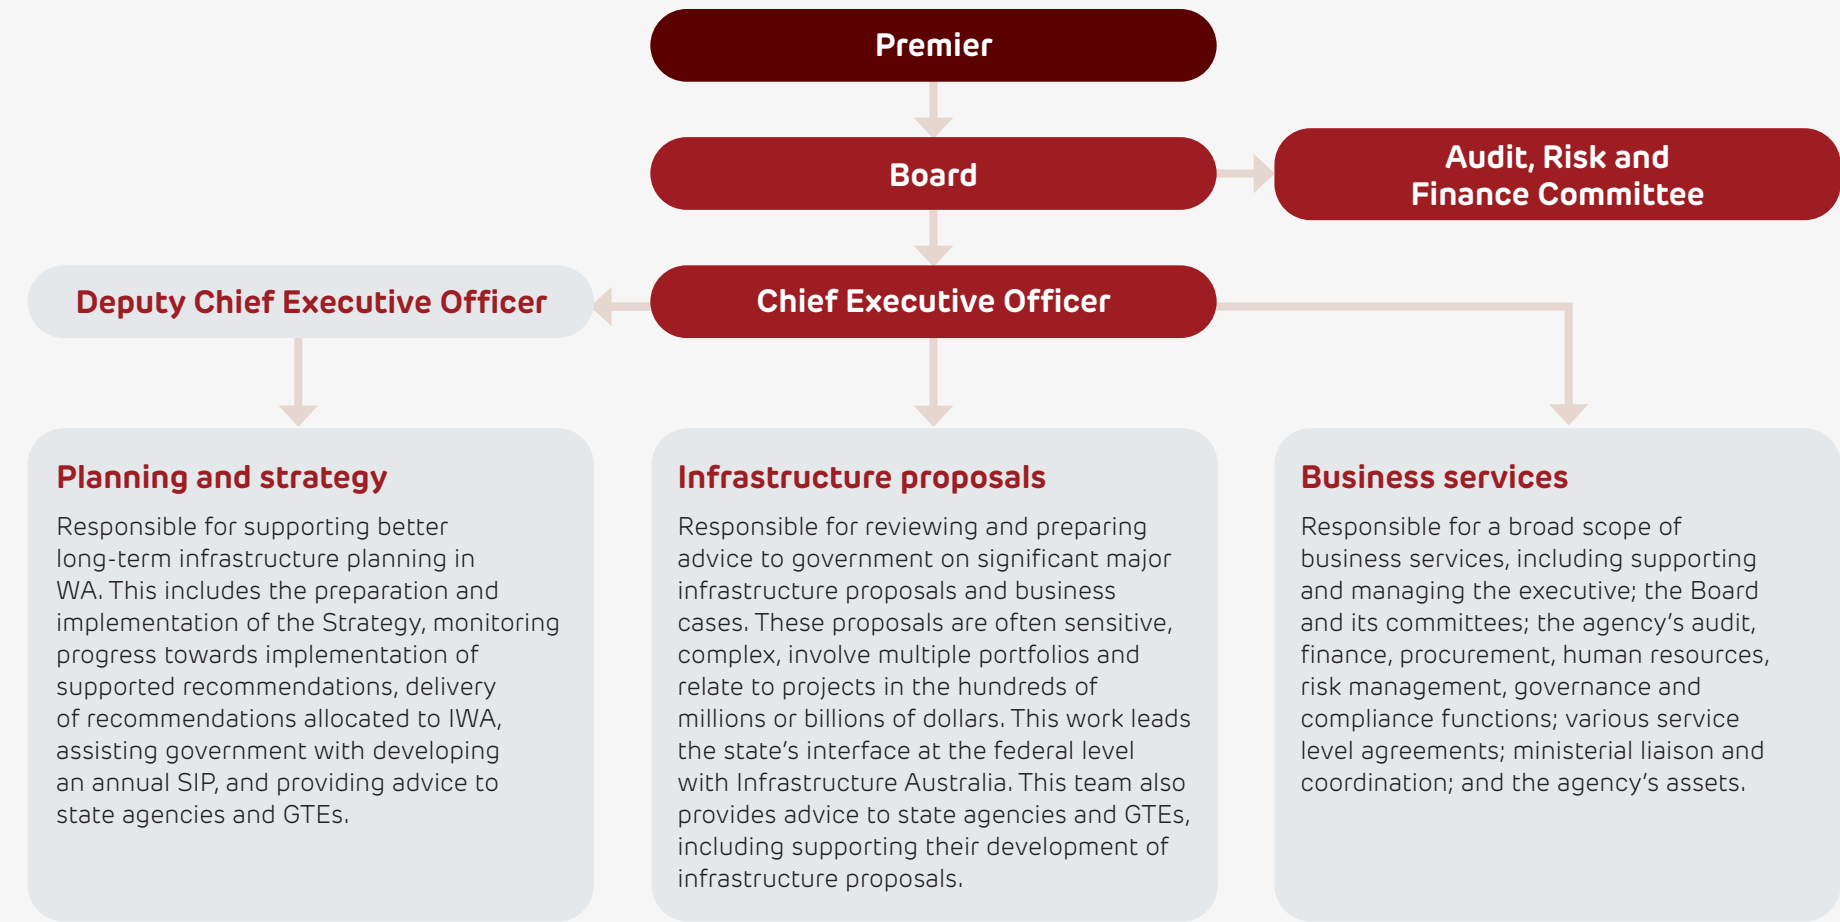 Premier
Board
Audit, Risk and
Finance Committee
Deputy Chief Executive Officer
Chief Executive Officer
Planning and strategy
Responsible for supporting better
long-term infrastructure planning in
WA. This includes the preparation and
implementation of the Strategy, monitoring
progress towards implementation of
supported recommendations, delivery
of recommendations allocated to IWA,
assisting government with developing
an annual SIP, and providing advice to
state agencies and GTEs.
Infrastructure proposals
Responsible for reviewing and preparing
advice to government on significant major
infrastructure proposals and business
cases. These proposals are often sensitive,
complex, involve multiple portfolios and
relate to projects in the hundreds of
millions or billions of dollars. This work leads
the state’s interface at the federal level
with Infrastructure Australia. This team also
provides advice to state agencies and GTEs,
including supporting their development of
infrastructure proposals.
Business services
Responsible for a broad scope of
business services, including supporting
and managing the executive; the Board
and its committees; the agency’s audit,
finance, procurement, human resources,
risk management, governance and
compliance functions; various service
level agreements; ministerial liaison and
coordination; and the agency’s assets.